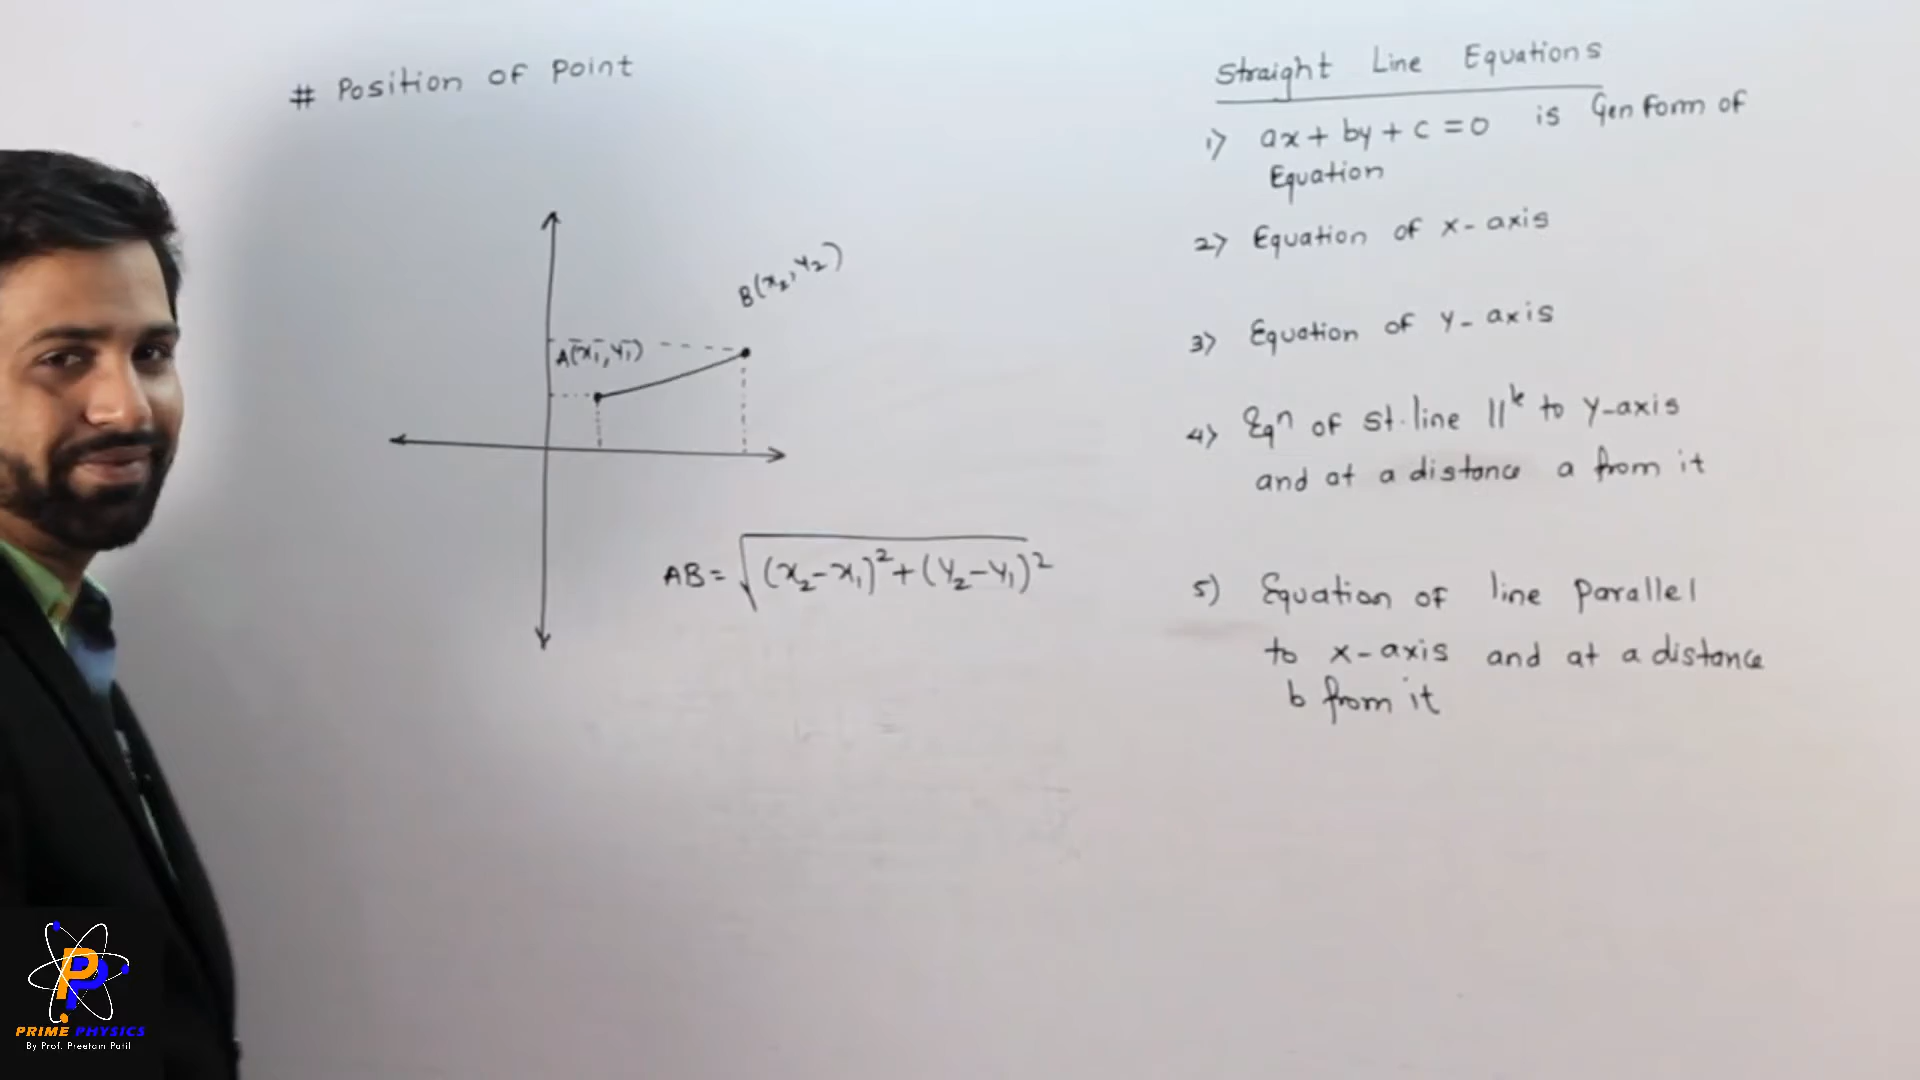 # Position of Point
B(x₂, y₂)
A(x₁, y₁)
AB = √(x₂-x₁)² + (y₂-y₁)²
Straight Line Equations
1) ax + by + c = 0 is Gen Form of
Equation
2) Equation of x-axis
3) Equation of y-axis
4) Eqⁿ of st. line ||ˡᵉ to y-axis
and at a distance a from it
5) Equation of line Parallel
to x-axis and at a distance
b from it
PP
PRIME PHYSICS
By Prof. Preetam Patil